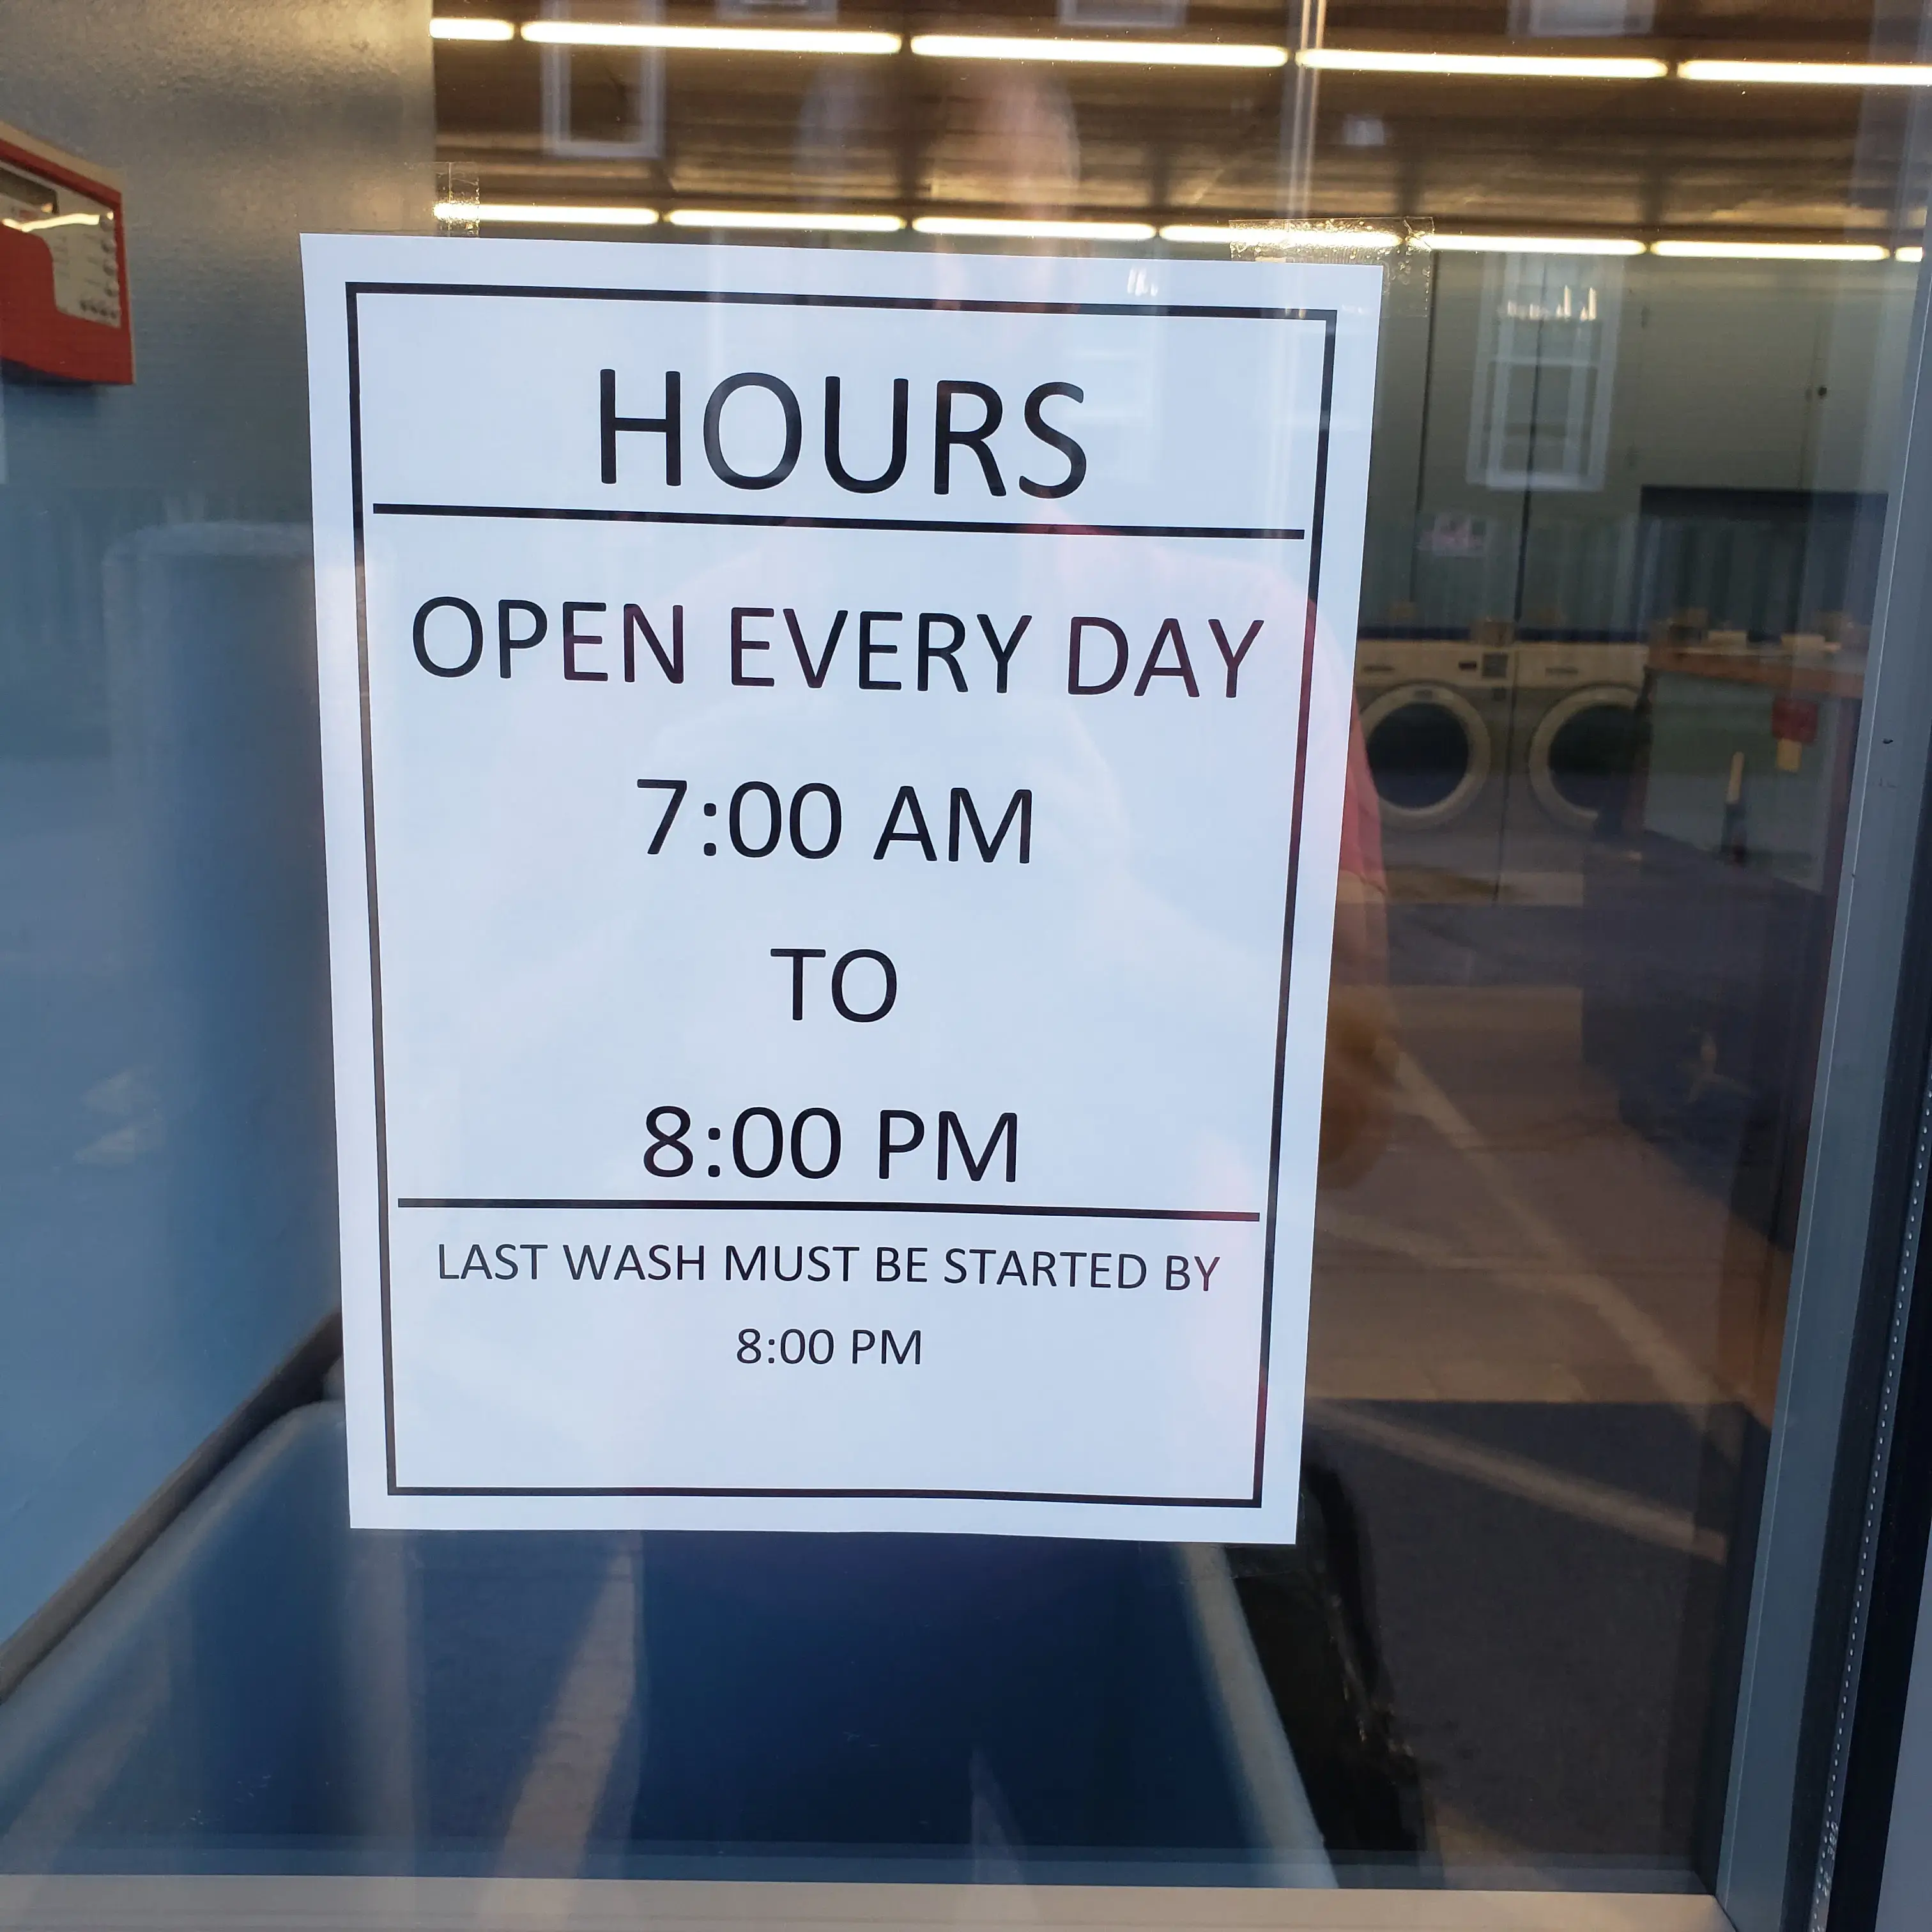 HOURS
OPEN EVERY DAY
7:00 AM
TO
8:00 PM
LAST WASH MUST BE STARTED BY
8:00 PM